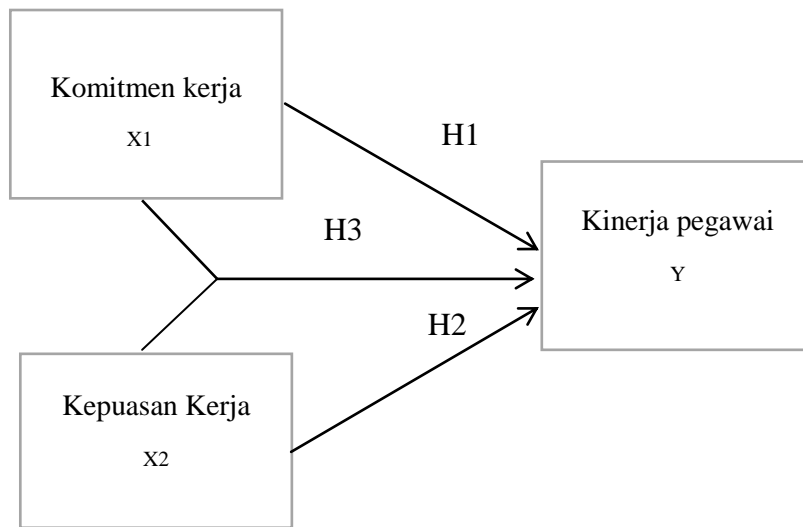 Komitmen kerja
X1
H1
Kinerja pegawai
Y
H3
H2
Kepuasan Kerja
X2